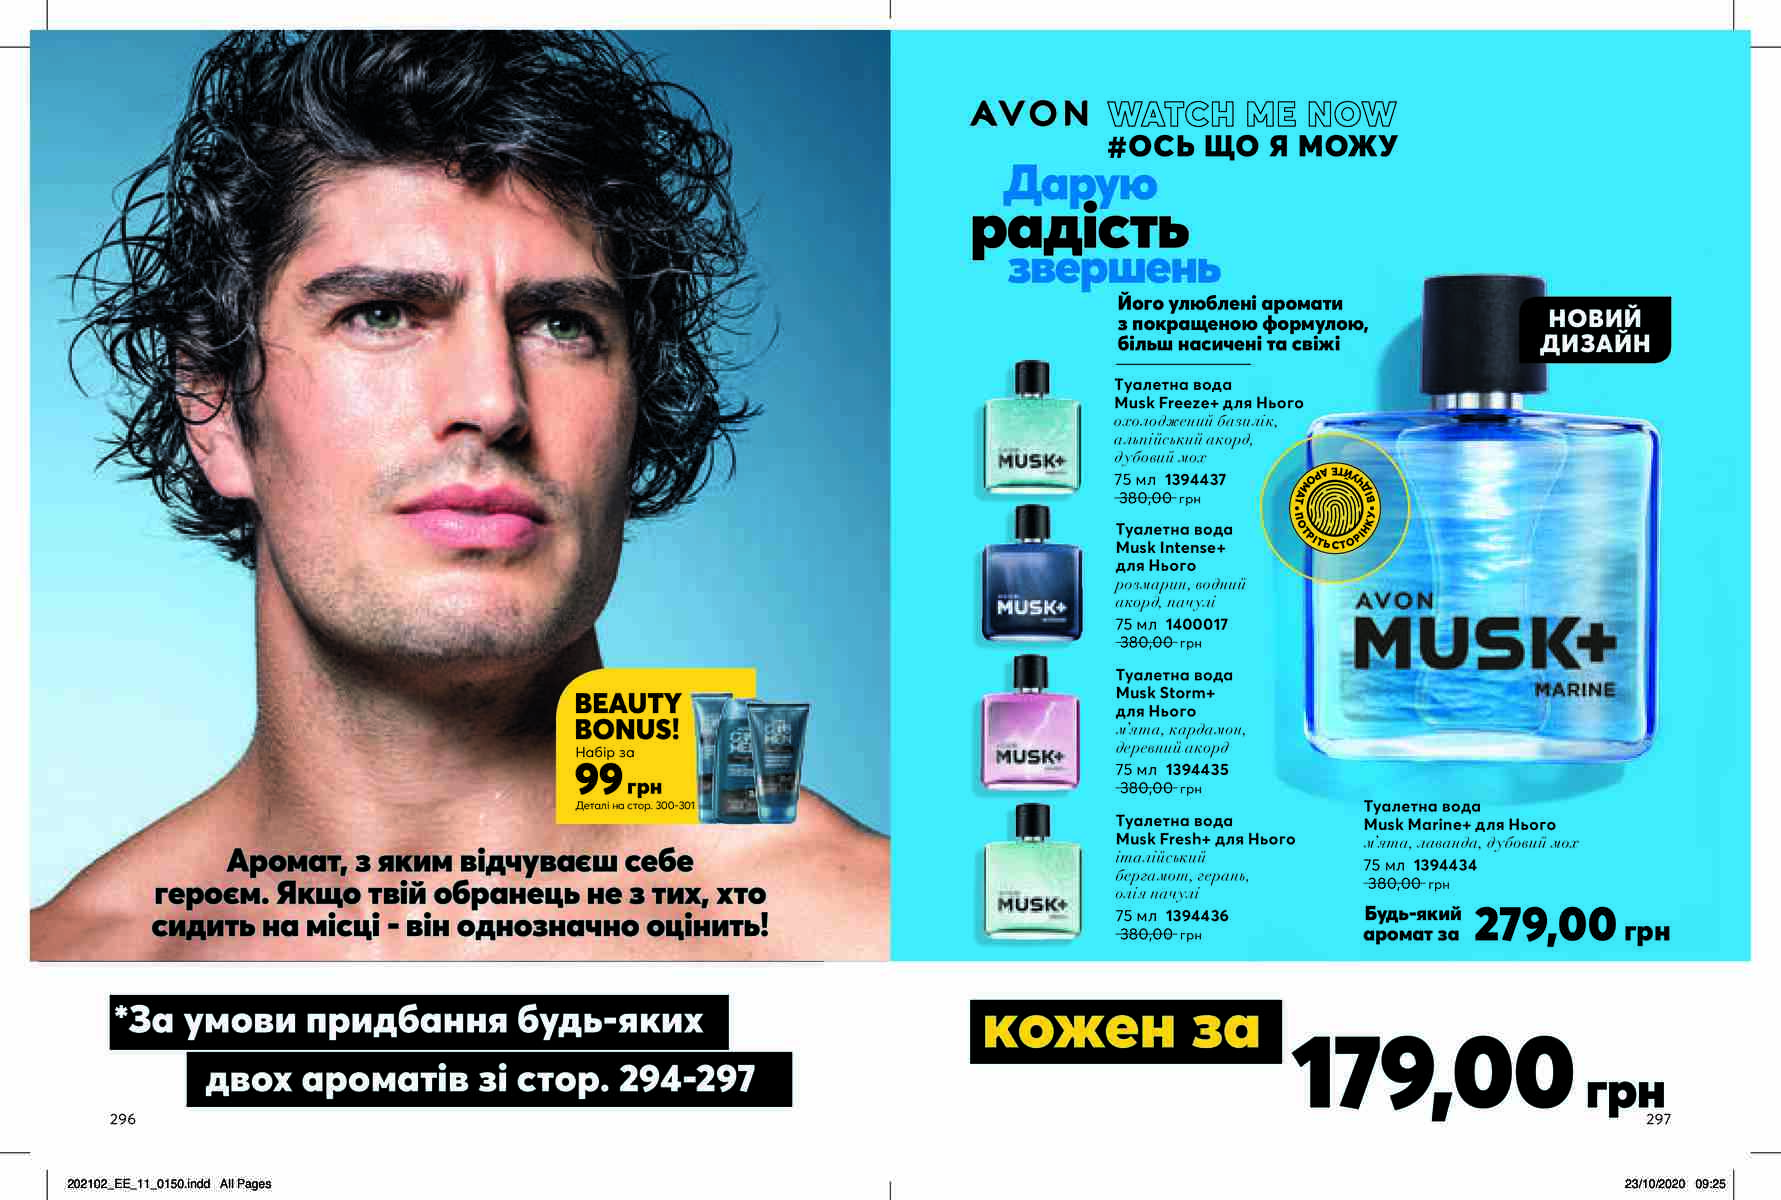 BEAUTY
BONUS!
Набір за
99 грн
Деталі на стор. 300-301
Аромат, з яким відчуваєш себе
героєм. Якщо твій обранець не з тих, хто
сидить на місці - він однозначно оцінить!
*За умови придбання будь-яких
двох ароматів зі стор. 294-297
296
AVON WATCH ME NOW
#ОСЬ ЩО Я МОЖУ
Дарую
радість
звершень
Його улюблені аромати
з покращеною формулою,
більш насичені та свіжі
НОВИЙ
ДИЗАЙН
MUSK+
Туалетна вода
Musk Freeze+ для Нього
охолоджений базилік,
альпійський акорд,
дубовий мох
75 мл 1394437
380,00 грн
MUSK+
Туалетна вода
Musk Intense+
для Нього
розмарин, водний
акорд, пачулі
75 мл 1400017
380,00 грн
MUSK+
Туалетна вода
Musk Storm+
для Нього
м'ята, кардамон,
деревний акорд
75 мл 1394435
380,00 грн
MUSK+
Туалетна вода
Musk Fresh+ для Нього
італійський
бергамот, герань,
олія пачулі
75 мл 1394436
380,00 грн
ВІДЧУЙТЕ АРОМАТ • ПОТРІТЬ СТОРІНКУ •
AVON
MUSK+
MARINE
Туалетна вода
Musk Marine+ для Нього
м'ята, лаванда, дубовий мох
75 мл 1394434
380,00 грн
Будь-який
аромат за 279,00 грн
кожен за
179,00 грн
297
202102_EE_11_0150.indd All Pages
23/10/2020 09:25